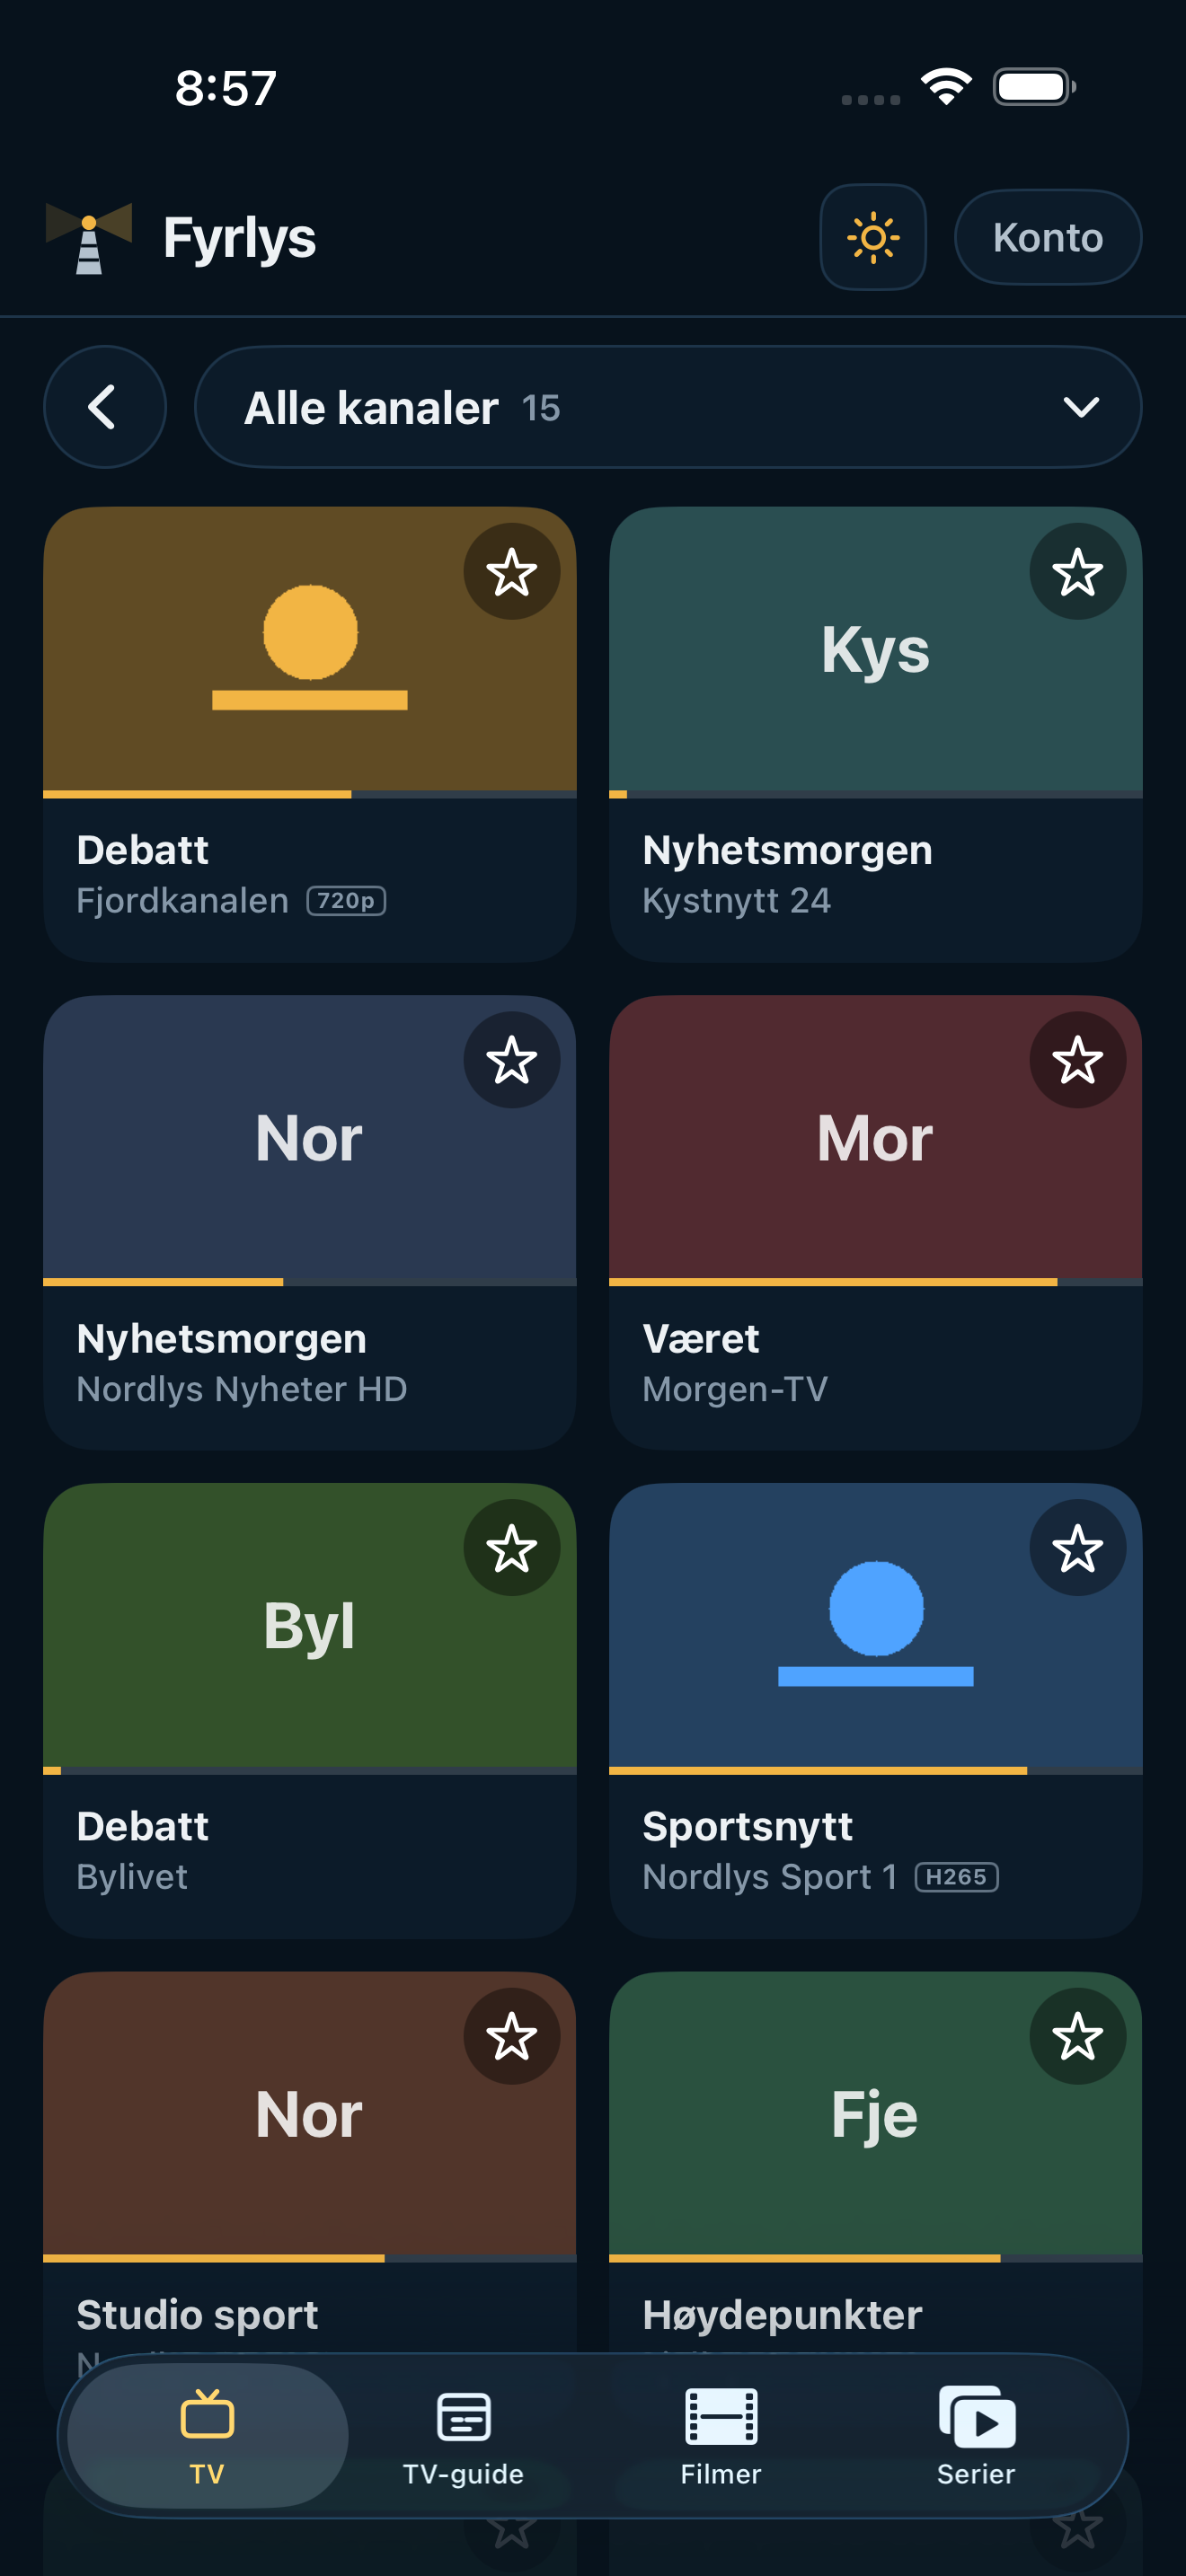 8:57
Fyrlys
Konto
Alle kanaler 15
Kys
Debatt
Fjordkanalen 720p
Nyhetsmorgen
Kystnytt 24
Nor
Mor
Nyhetsmorgen
Nordlys Nyheter HD
Været
Morgen-TV
Byl
Debatt
Bylivet
Sportsnytt
Nordlys Sport 1 H265
Nor
Fje
Studio sport
Høydepunkter
TV
TV-guide
Filmer
Serier